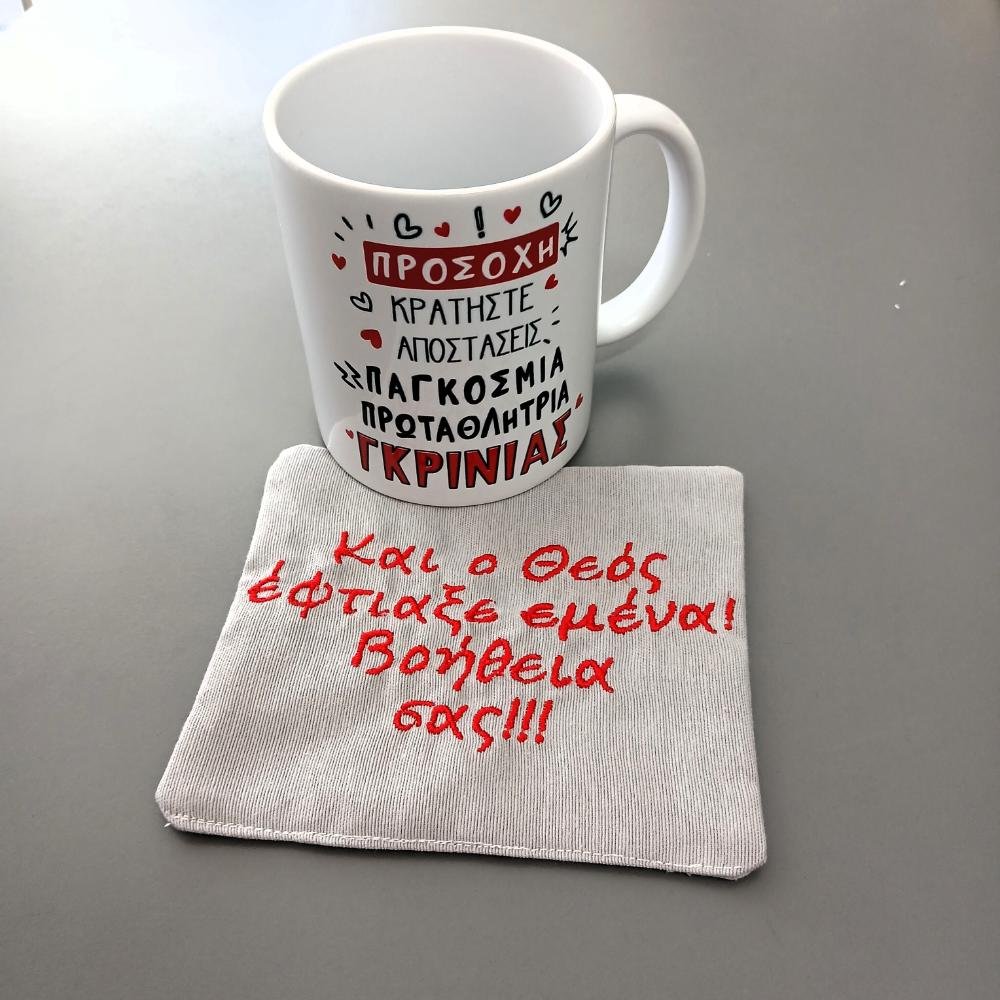 !
ΠΡΟΣΟΧΗ
ΚΡΑΤΗΣΤΕ
ΑΠΟΣΤΑΣΕΙΣ
ΠΑΓΚΟΣΜΙΑ
ΠΡΩΤΑΘΛΗΤΡΙΑ
ΓΚΡΙΝΙΑΣ
Και ο Θεός
έφτιαξε εμένα!
Βοήθεια
σας!!!